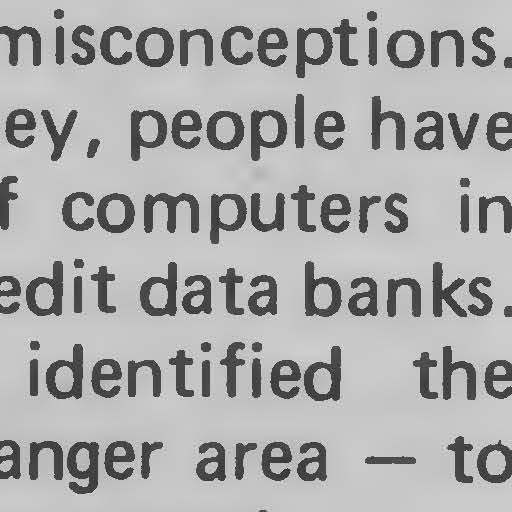 misconceptions.
ey, people have
f computers in
edit data banks.
identified the
anger area — to